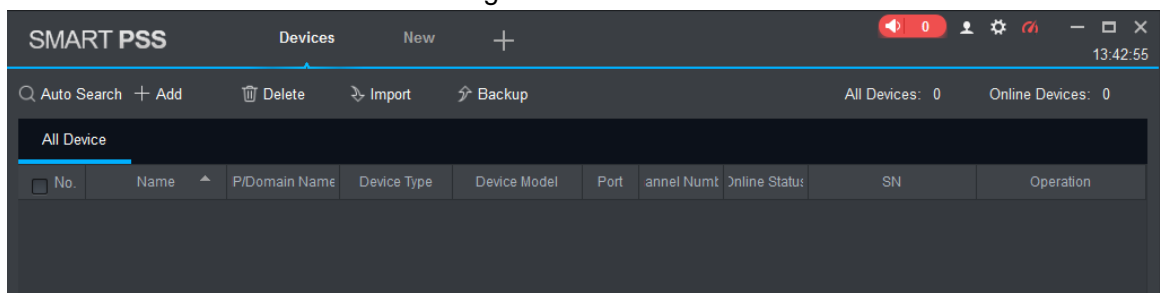 SMART PSS Devices New 0
13:42:55
Auto Search Add Delete Import Backup All Devices: 0 Online Devices: 0
All Device
No. Name P/Domain Name Device Type Device Model Port annel Numb Online Status SN Operation